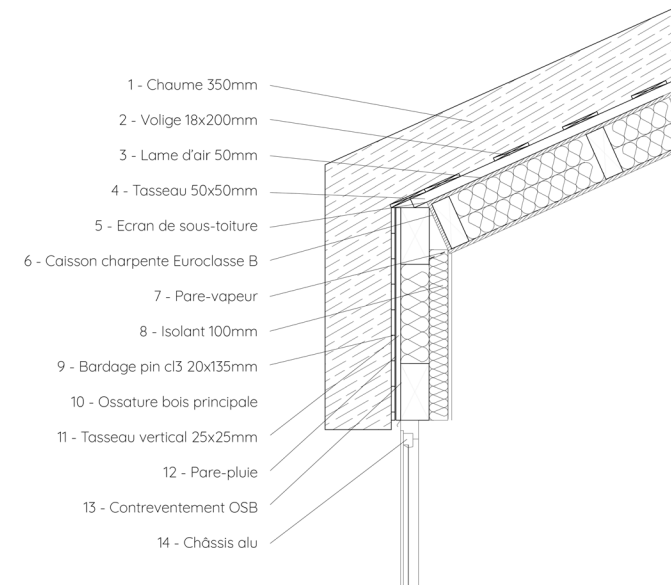 1 - Chaume 350mm
2 - Volige 18x200mm
3 - Lame d'air 50mm
4 - Tasseau 50x50mm
5 - Ecran de sous-toiture
6 - Caisson charpente Euroclasse B
7 - Pare-vapeur
8 - Isolant 100mm
9 - Bardage pin cl3 20x135mm
10 - Ossature bois principale
11 - Tasseau vertical 25x25mm
12 - Pare-pluie
13 - Contreventement OSB
14 - Châssis alu